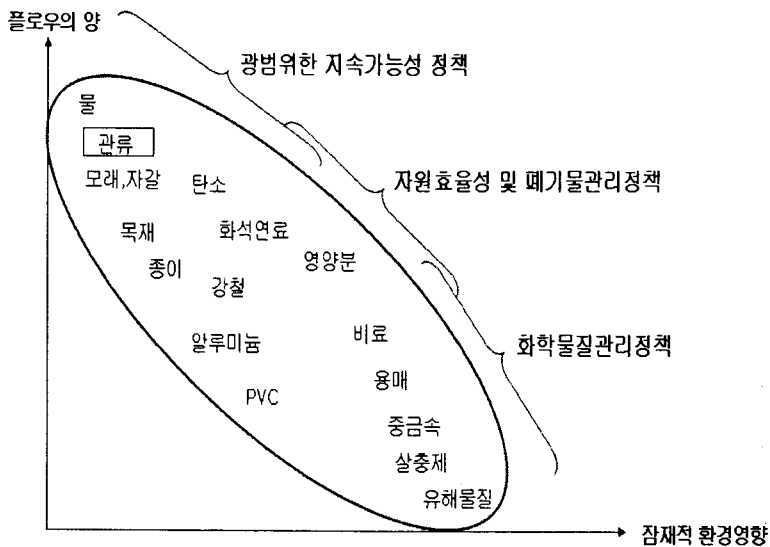 플로우의 양
광범위한 지속가능성 정책
물
관류
모래,자갈
탄소
자원효율성 및 폐기물관리정책
목재
화석연료
종이
영양분
강철
알루미늄
비료
화학물질관리정책
용매
PVC
중금속
살충제
유해물질
잠재적 환경영향